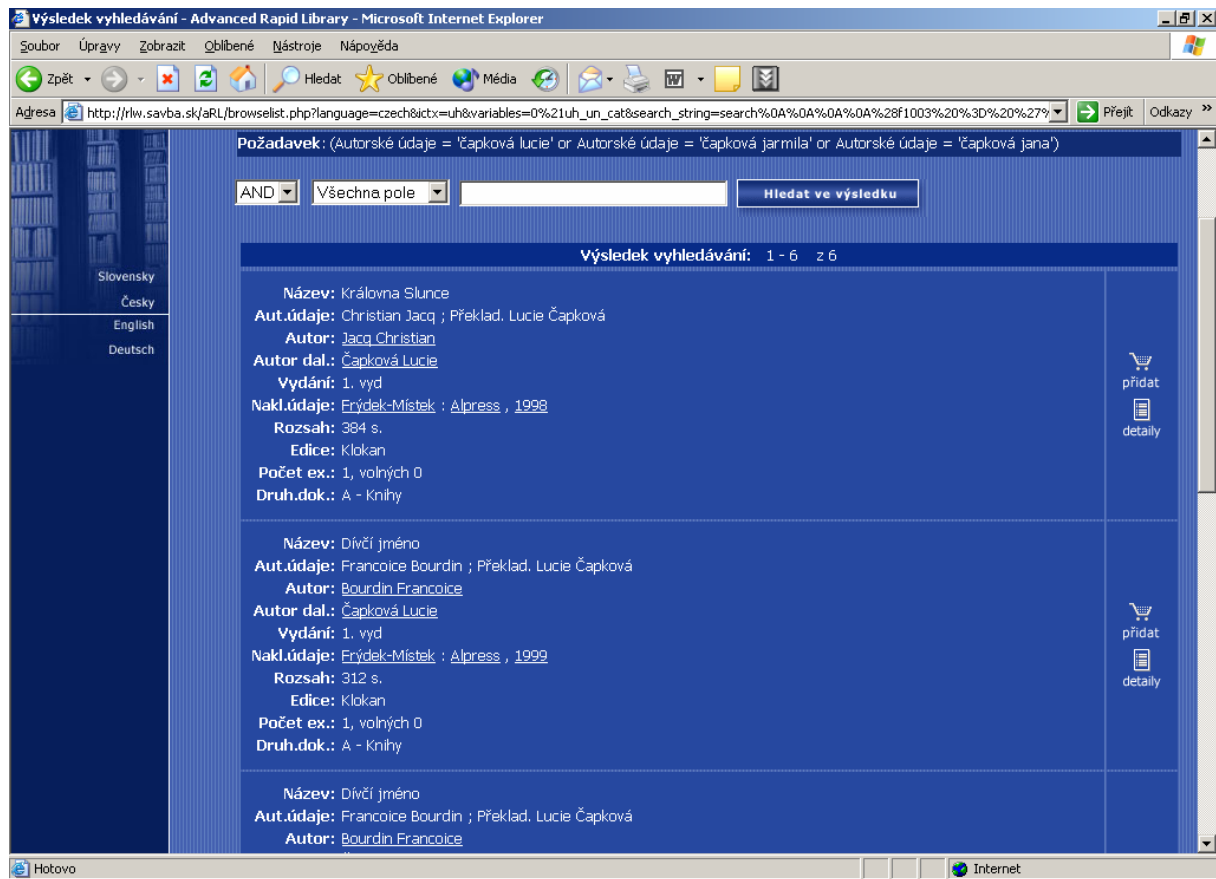 Výsledek vyhledávání - Advanced Rapid Library - Microsoft Internet Explorer
Soubor Úpravy Zobrazit Oblíbené Nástroje Nápověda
Zpět Hledat Oblíbené Média
Adresa http://rlw.savba.sk/aRL/browselist.php?language=czech&ictx=uh&variables=0%21uh_un_cat&search_string=search%0A%0A%0A%0A%28f1003%20%3D%20%27% Přejít Odkazy »
Požadavek: (Autorské údaje = 'čapková lucie' or Autorské údaje = 'čapková jarmila' or Autorské údaje = 'čapková jana')
AND Všechna pole Hledat ve výsledku
Výsledek vyhledávání: 1 - 6 z 6
Slovensky
Česky
English
Deutsch
Název: Královna Slunce
Aut.údaje: Christian Jacq ; Překlad. Lucie Čapková
Autor: Jacq Christian
Autor dal.: Čapková Lucie
Vydání: 1. vyd
Nakl.údaje: Frýdek-Místek : Alpress , 1998
Rozsah: 384 s.
Edice: Klokan
Počet ex.: 1, volných 0
Druh.dok.: A - Knihy
přidat
detaily
Název: Dívčí jméno
Aut.údaje: Francoice Bourdin ; Překlad. Lucie Čapková
Autor: Bourdin Francoice
Autor dal.: Čapková Lucie
Vydání: 1. vyd
Nakl.údaje: Frýdek-Místek : Alpress , 1999
Rozsah: 312 s.
Edice: Klokan
Počet ex.: 1, volných 0
Druh.dok.: A - Knihy
přidat
detaily
Název: Dívčí jméno
Aut.údaje: Francoice Bourdin ; Překlad. Lucie Čapková
Autor: Bourdin Francoice
Hotovo Internet